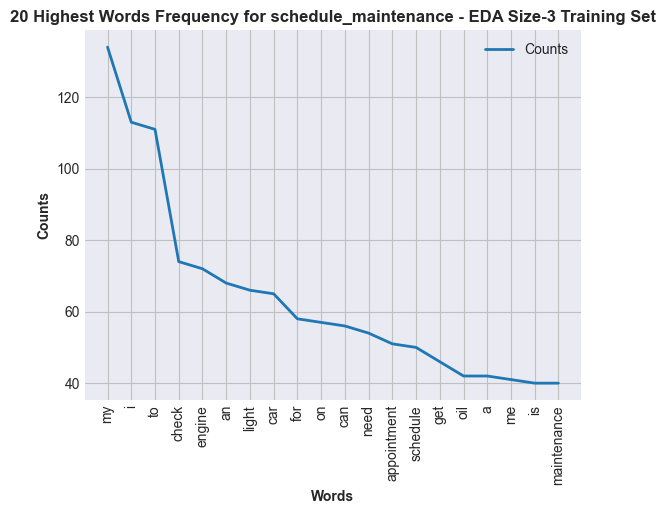 20 Highest Words Frequency for schedule_maintenance - EDA Size-3 Training Set
Counts
Counts
120
100
80
60
40
my
i
to
check
engine
an
light
car
for
on
can
need
appointment
schedule
get
oil
a
me
is
maintenance
Words